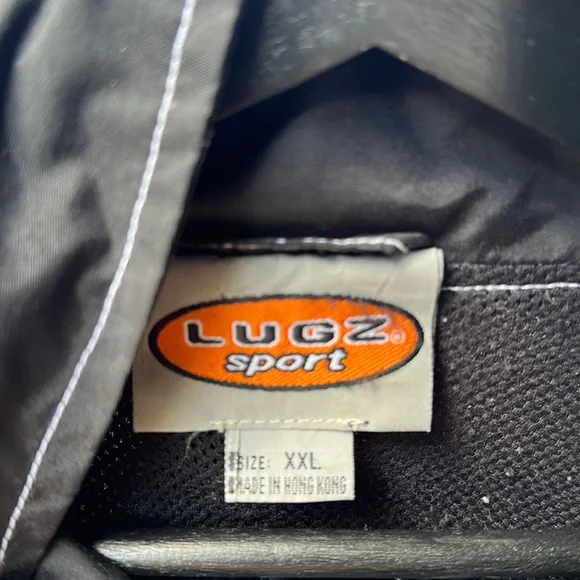 LUGZ®
sport
SIZE: XXL
MADE IN HONG KONG